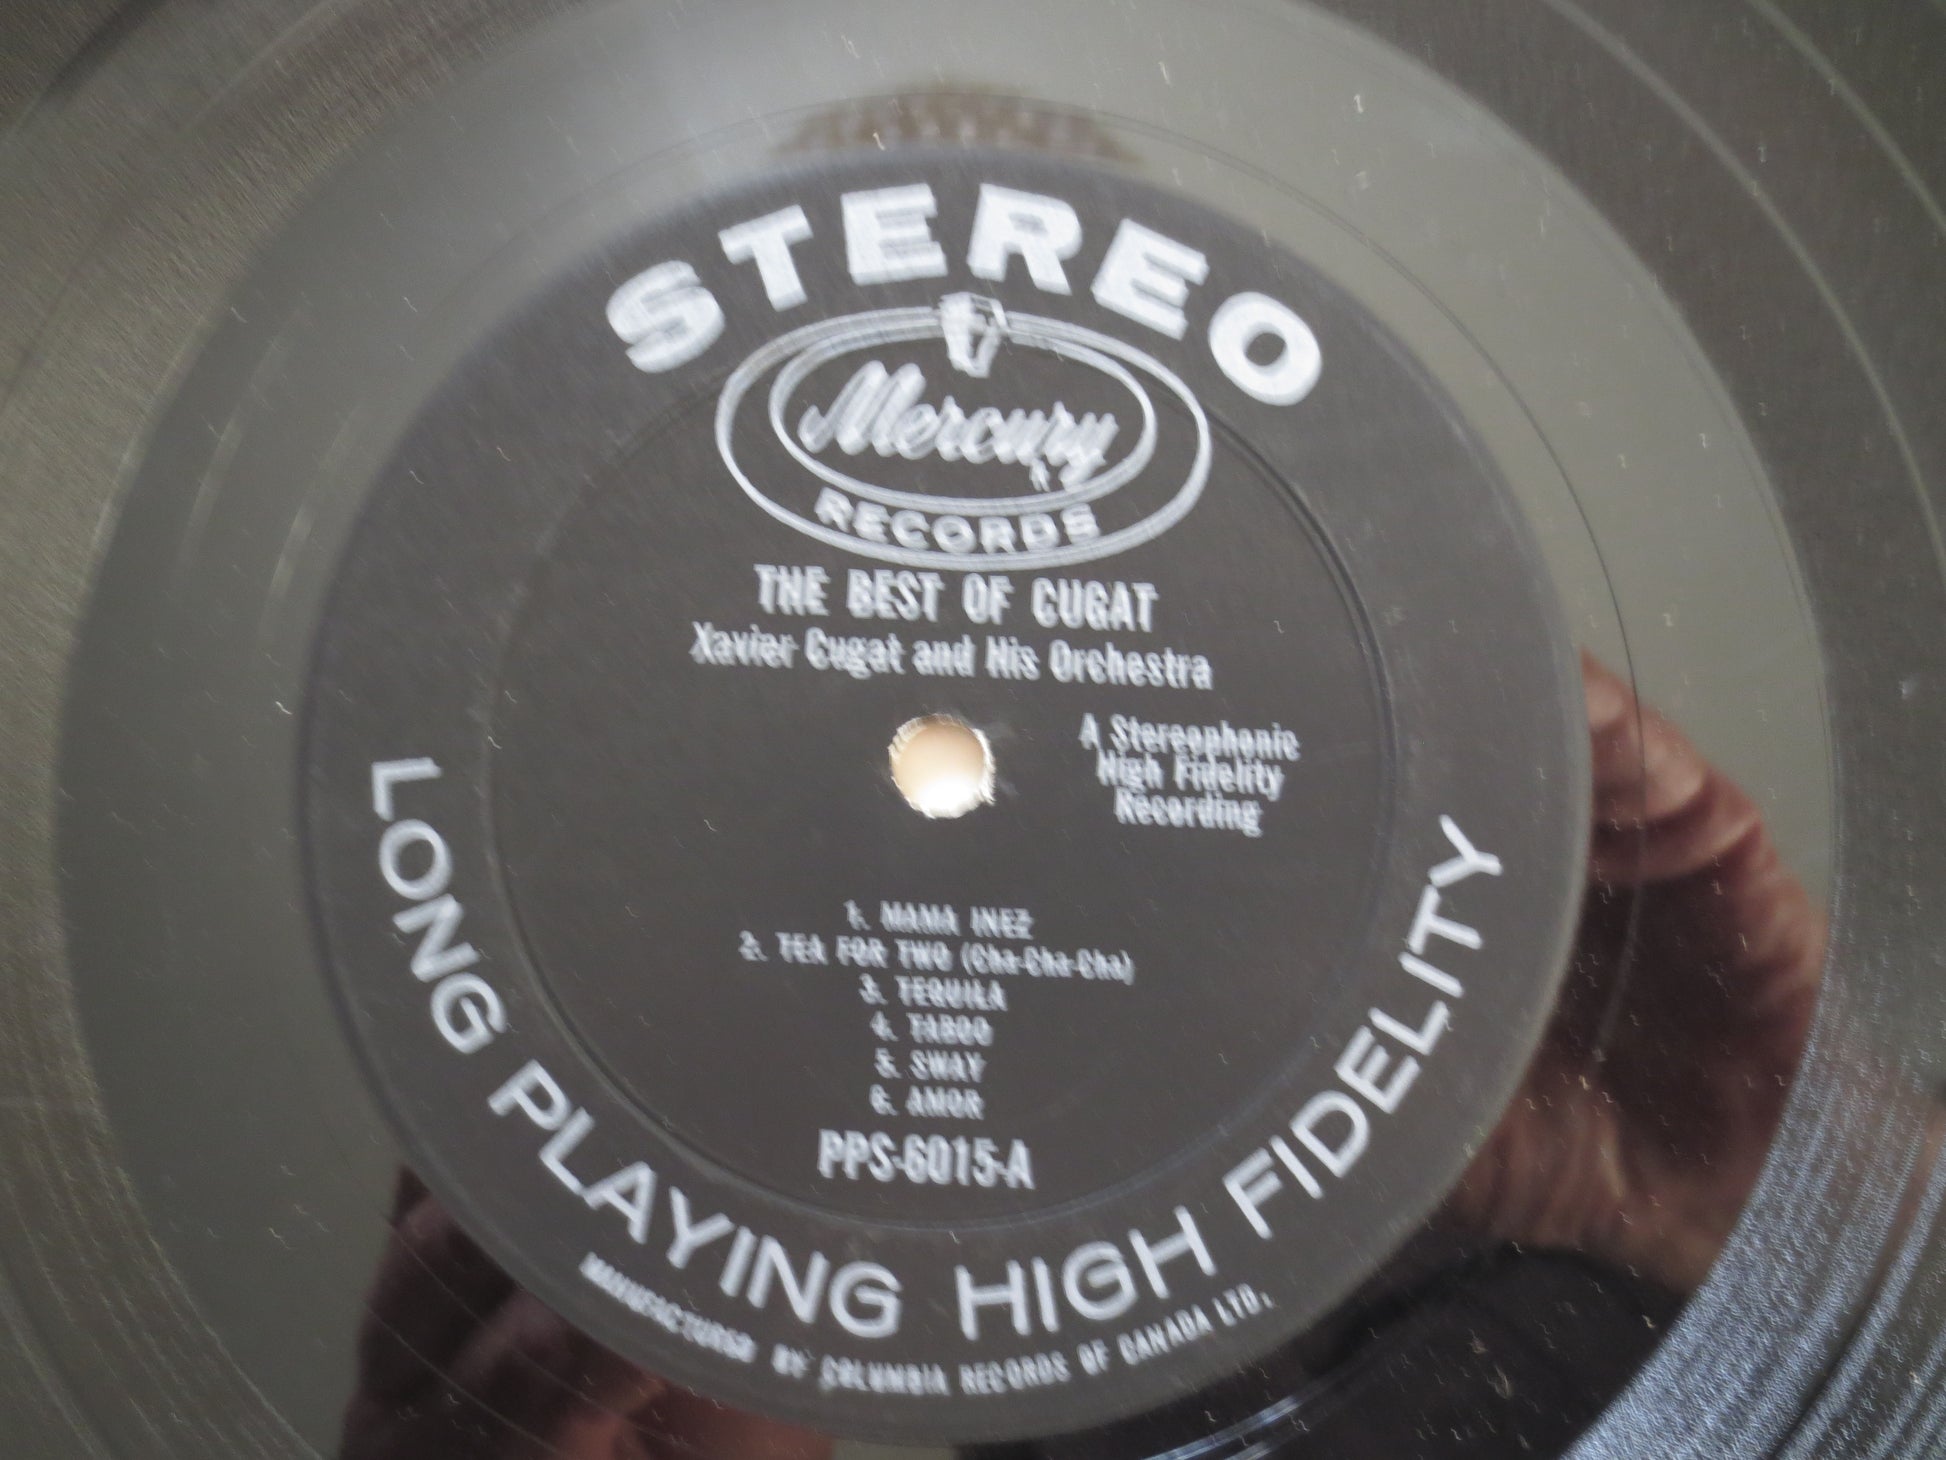 STEREO
Mercury
RECORDS
THE BEST OF CUGAT
Xavier Cugat and His Orchestra
A Stereophonic
High Fidelity
Recording
1. MAMA INEZ
2. TEA FOR TWO (Cha-Cha-Cha)
3. TEQUILA
4. TABOO
5. SWAY
6. AMOR
PPS-6015-A
LONG PLAYING HIGH FIDELITY
MANUFACTURED BY COLUMBIA RECORDS OF CANADA LTD.